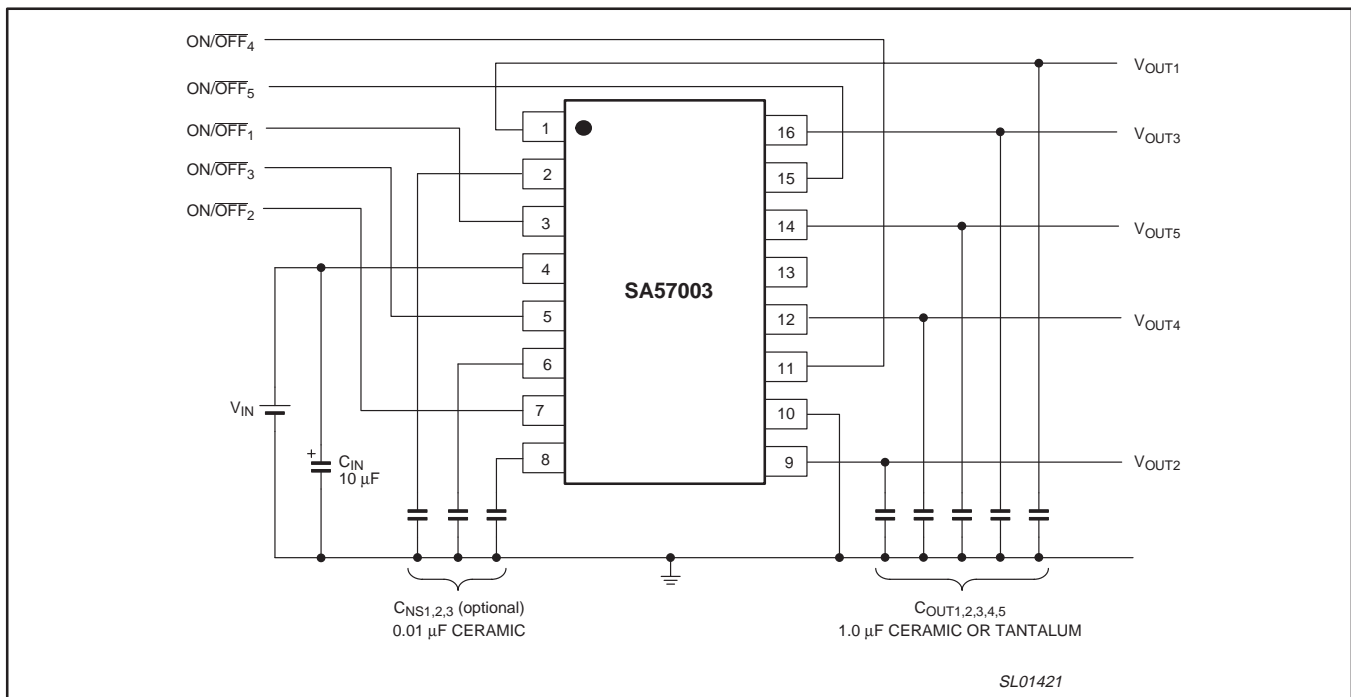 ON/OFF4
ON/OFF5
ON/OFF1
ON/OFF3
ON/OFF2
VIN
+
CIN
10 μF
1
2
3
4
5
6
7
8
SA57003
16
15
14
13
12
11
10
9
VOUT1
VOUT3
VOUT5
VOUT4
VOUT2
CNS1,2,3 (optional)
0.01 μF CERAMIC
COUT1,2,3,4,5
1.0 μF CERAMIC OR TANTALUM
SL01421